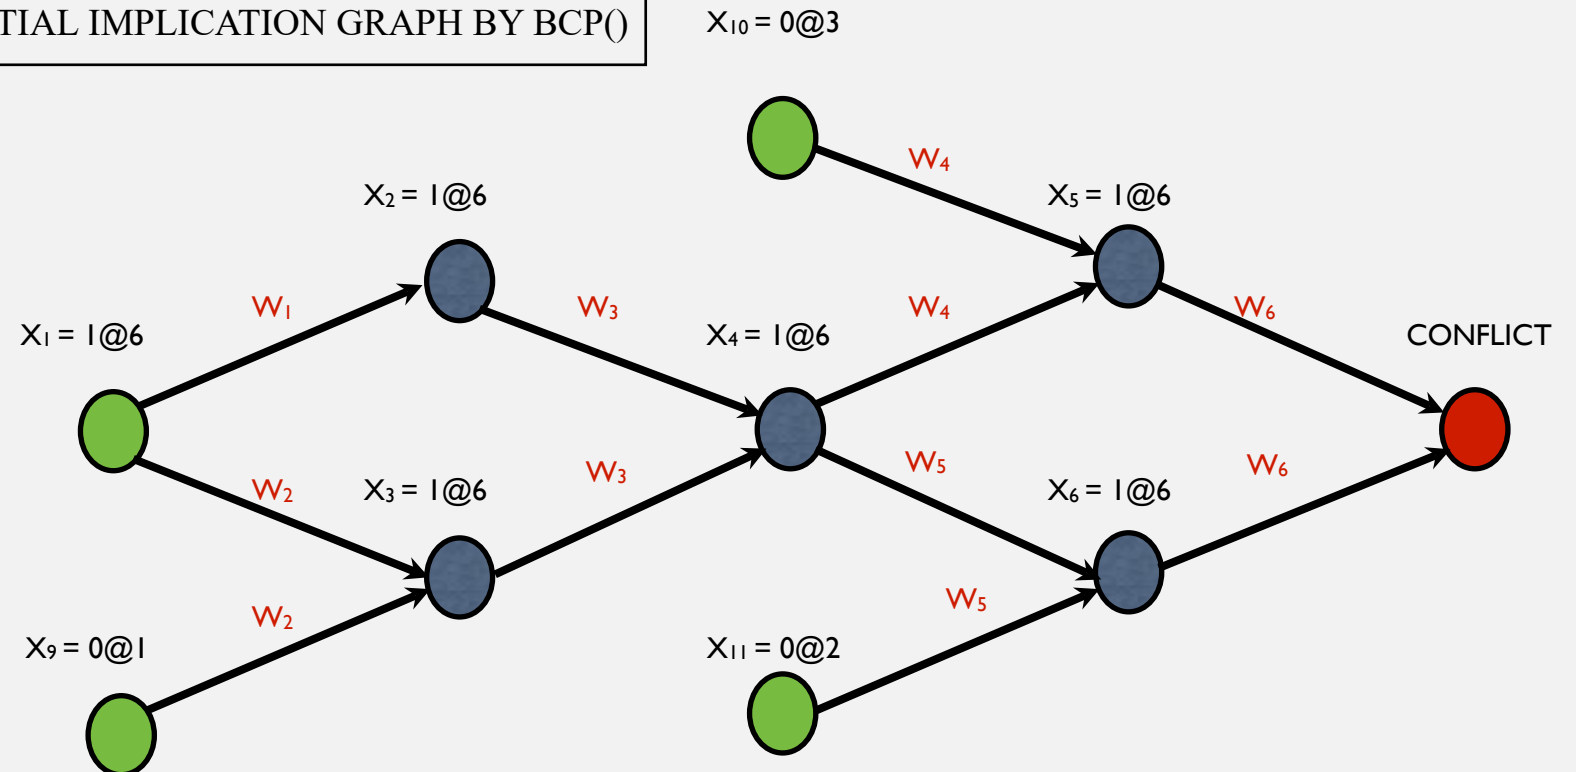 IMPLICATION GRAPH BY BCP()
X₁₀ = 0@3
W₄
X₂ = 1@6
X₅ = 1@6
W₁
W₃
W₄
W₆
X₁ = 1@6
X₄ = 1@6
CONFLICT
W₂
X₃ = 1@6
W₃
W₅
X₆ = 1@6
W₆
W₂
W₅
X₉ = 0@1
X₁₁ = 0@2